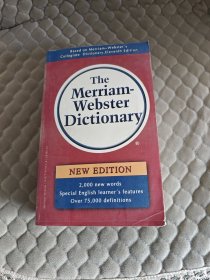 Based on Merriam-Webster's
Collegiate® Dictionary, Eleventh Edition
The
Merriam-
Webster
Dictionary
NEW EDITION
2,000 new words
Special English learner's features
Over 75,000 definitions